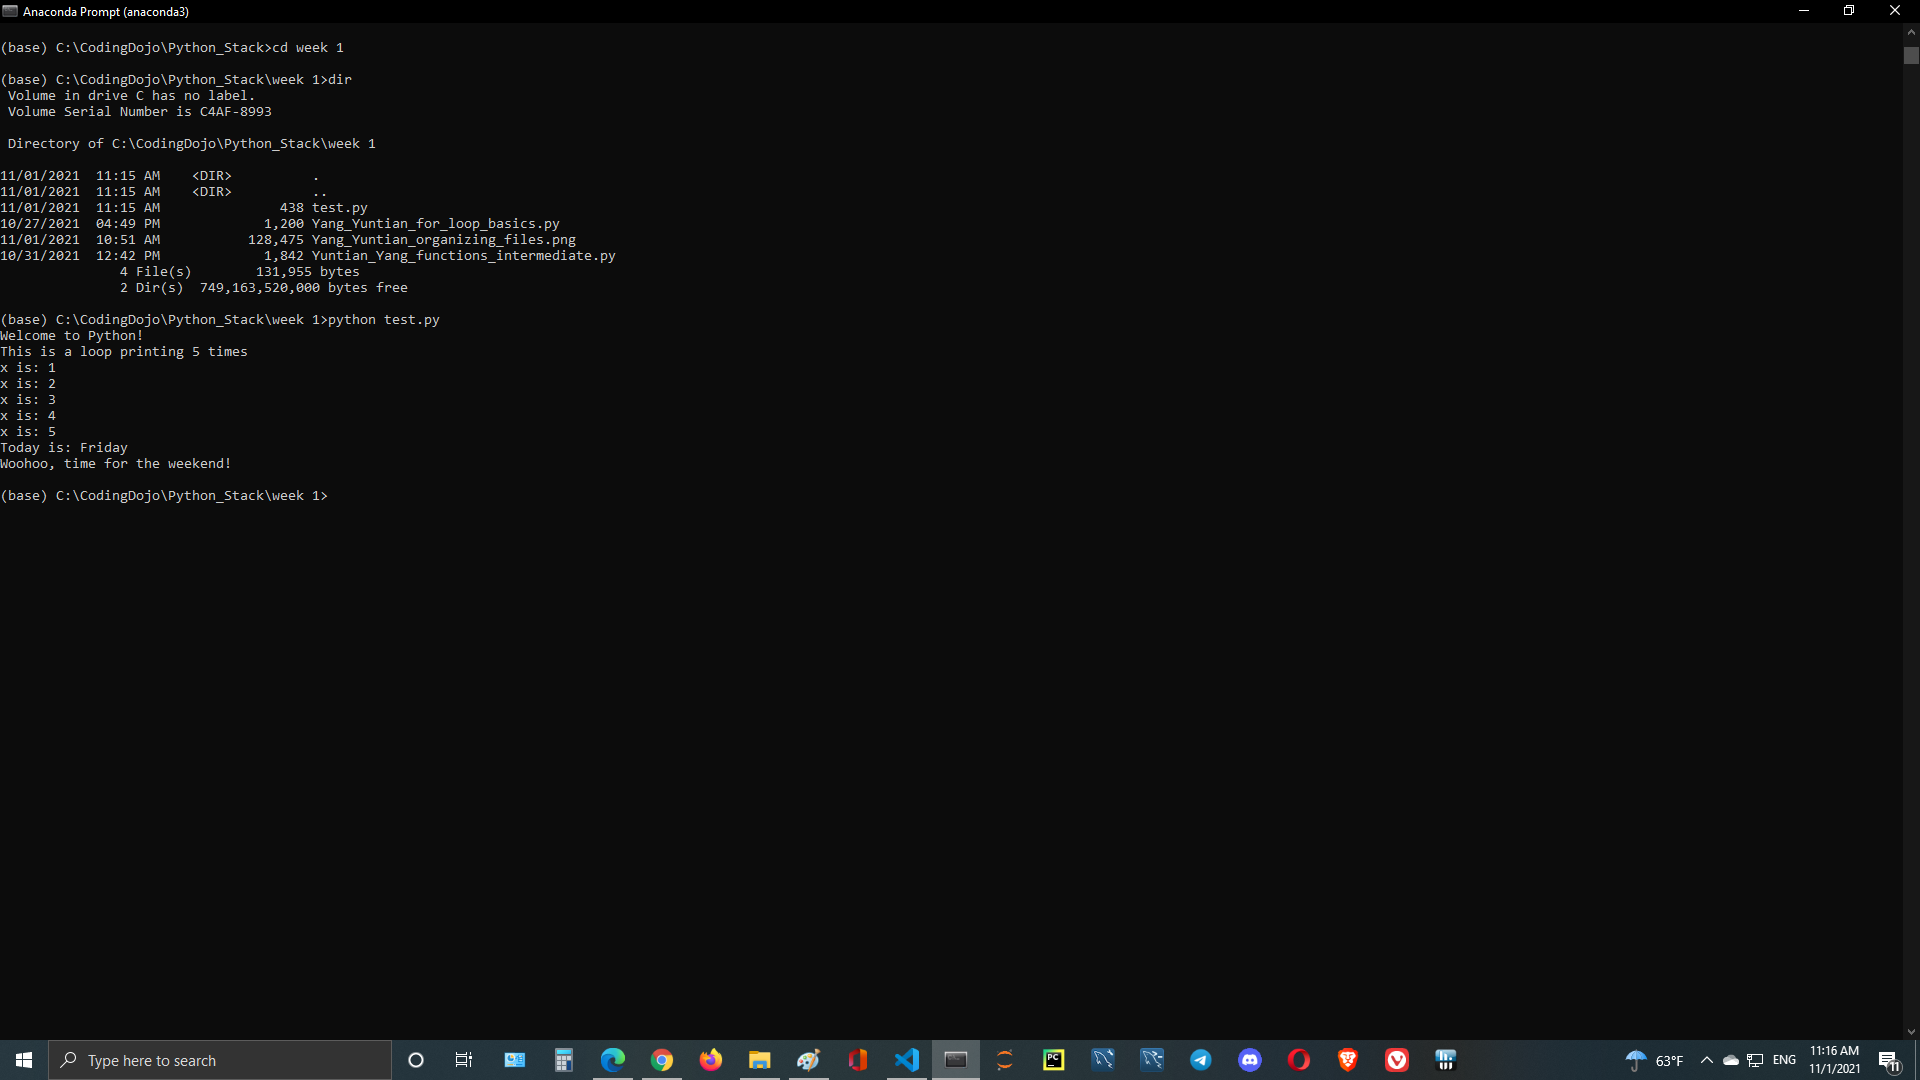 Anaconda Prompt (anaconda3)
(base) C:\CodingDojo\Python_Stack>cd week 1
(base) C:\CodingDojo\Python_Stack\week 1>dir
 Volume in drive C has no label.
 Volume Serial Number is C4AF-8993
 Directory of C:\CodingDojo\Python_Stack\week 1
11/01/2021  11:15 AM    <DIR>          .
11/01/2021  11:15 AM    <DIR>          ..
11/01/2021  11:15 AM               438 test.py
10/27/2021  04:49 PM             1,200 Yang_Yuntian_for_loop_basics.py
11/01/2021  10:51 AM           128,475 Yang_Yuntian_organizing_files.png
10/31/2021  12:42 PM             1,842 Yuntian_Yang_functions_intermediate.py
               4 File(s)        131,955 bytes
               2 Dir(s)  749,163,520,000 bytes free
(base) C:\CodingDojo\Python_Stack\week 1>python test.py
Welcome to Python!
This is a loop printing 5 times
x is: 1
x is: 2
x is: 3
x is: 4
x is: 5
Today is: Friday
Woohoo, time for the weekend!
(base) C:\CodingDojo\Python_Stack\week 1>
Type here to search
PC
63°F
ENG
11:16 AM
11/1/2021
11